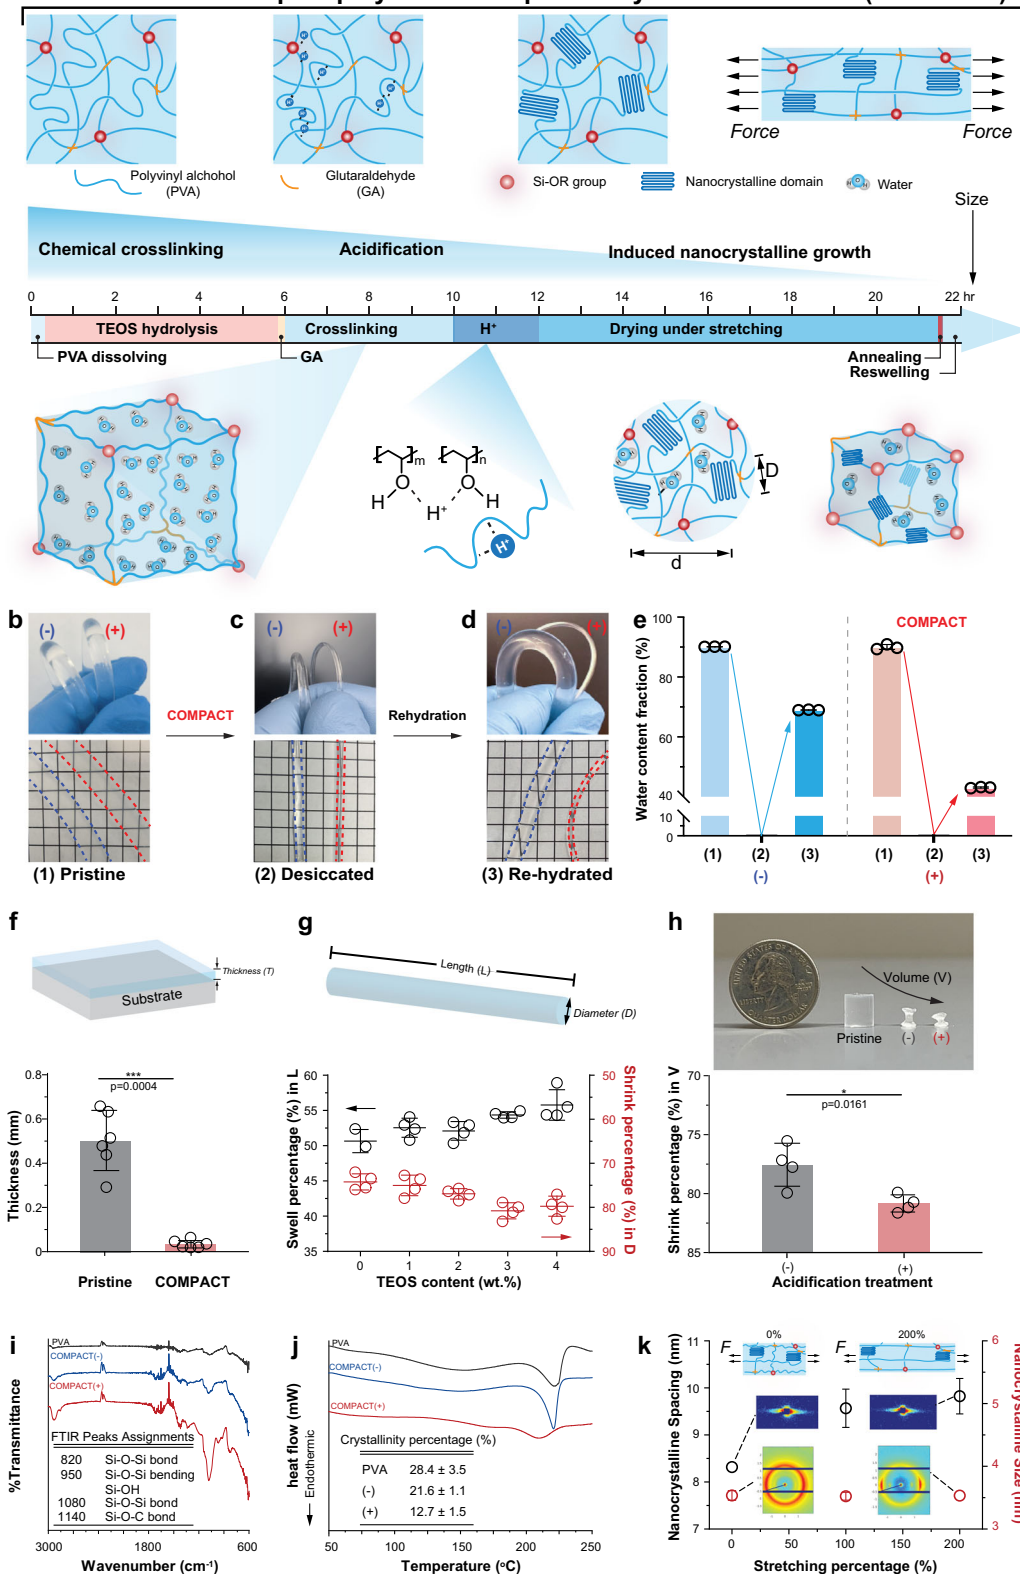 Polyvinyl alchohol
(PVA)
Glutaraldehyde
(GA)
Si-OR group
Nanocrystalline domain
Water
Force
Force
Size
Chemical crosslinking
Acidification
Induced nanocrystalline growth
0 2 4 6 8 10 12 14 16 18 20 22 hr
TEOS hydrolysis
Crosslinking
H+
Drying under stretching
PVA dissolving
GA
Annealing
Reswelling
m
n
O
H
O
H
H+
H+
D
d
b
(-)
(+)
(1) Pristine
COMPACT
c
(-)
(+)
(2) Desiccated
Rehydration
d
(-)
(+)
(3) Re-hydrated
e
COMPACT
Water content fraction (%)
100
80
60
40
10
0
(1) (2) (3) (1) (2) (3)
(-) (+)
f
Thickness (T)
Substrate
***
p=0.0004
Thickness (mm)
0.8
0.6
0.4
0.2
0
Pristine COMPACT
g
Length (L)
Diameter (D)
Swell percentage (%) in L
60
55
50
45
40
35
Shrink percentage (%) in D
50
60
70
80
90
0 1 2 3 4
TEOS content (wt.%)
h
Volume (V)
Pristine
(-)
(+)
Shrink percentage (%) in V
70
75
80
85
*
p=0.0161
(-) (+)
Acidification treatment
i
PVA
COMPACT(-)
COMPACT(+)
%Transmittance
FTIR Peaks Assignments
820 Si-O-Si bond
950 Si-O-Si bending
Si-OH
1080 Si-O-Si bond
1140 Si-O-C bond
3000 1800 600
Wavenumber (cm-1)
j
PVA
COMPACT(-)
COMPACT(+)
heat flow (mW)
Endothermic
Crystallinity percentage (%)
PVA 28.4 ± 3.5
(-) 21.6 ± 1.1
(+) 12.7 ± 1.5
50 100 150 200 250
Temperature (oC)
k
0% 200%
F F
Nanocrystalline Spacing (nm)
11
10
9
8
7
Nanocrystalline Size (nm)
6
5
4
3
0 50 100 150 200
Stretching percentage (%)